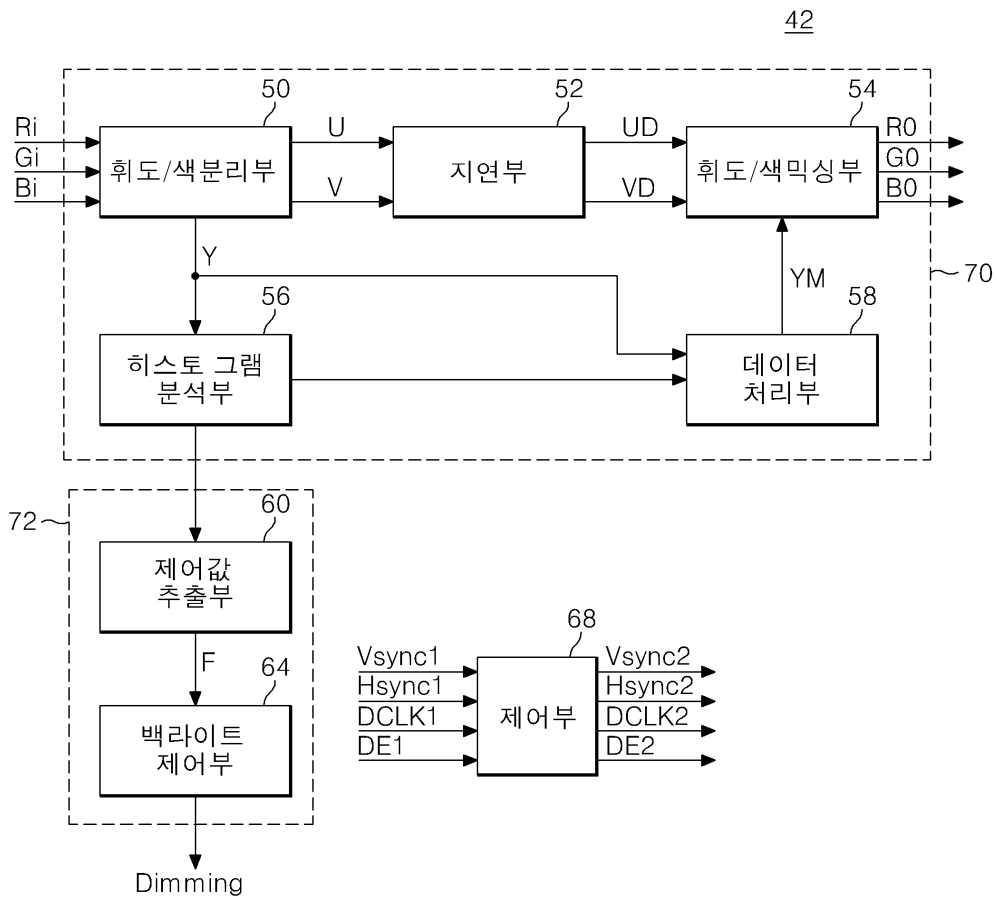 42
50
52
54
Ri
Gi
Bi
휘도/색분리부
U
V
지연부
UD
VD
휘도/색믹싱부
R0
G0
B0
Y
YM
70
56
58
히스토 그램
분석부
데이터
처리부
72
60
제어값
추출부
F
64
백라이트
제어부
Dimming
68
Vsync1
Hsync1
DCLK1
DE1
제어부
Vsync2
Hsync2
DCLK2
DE2